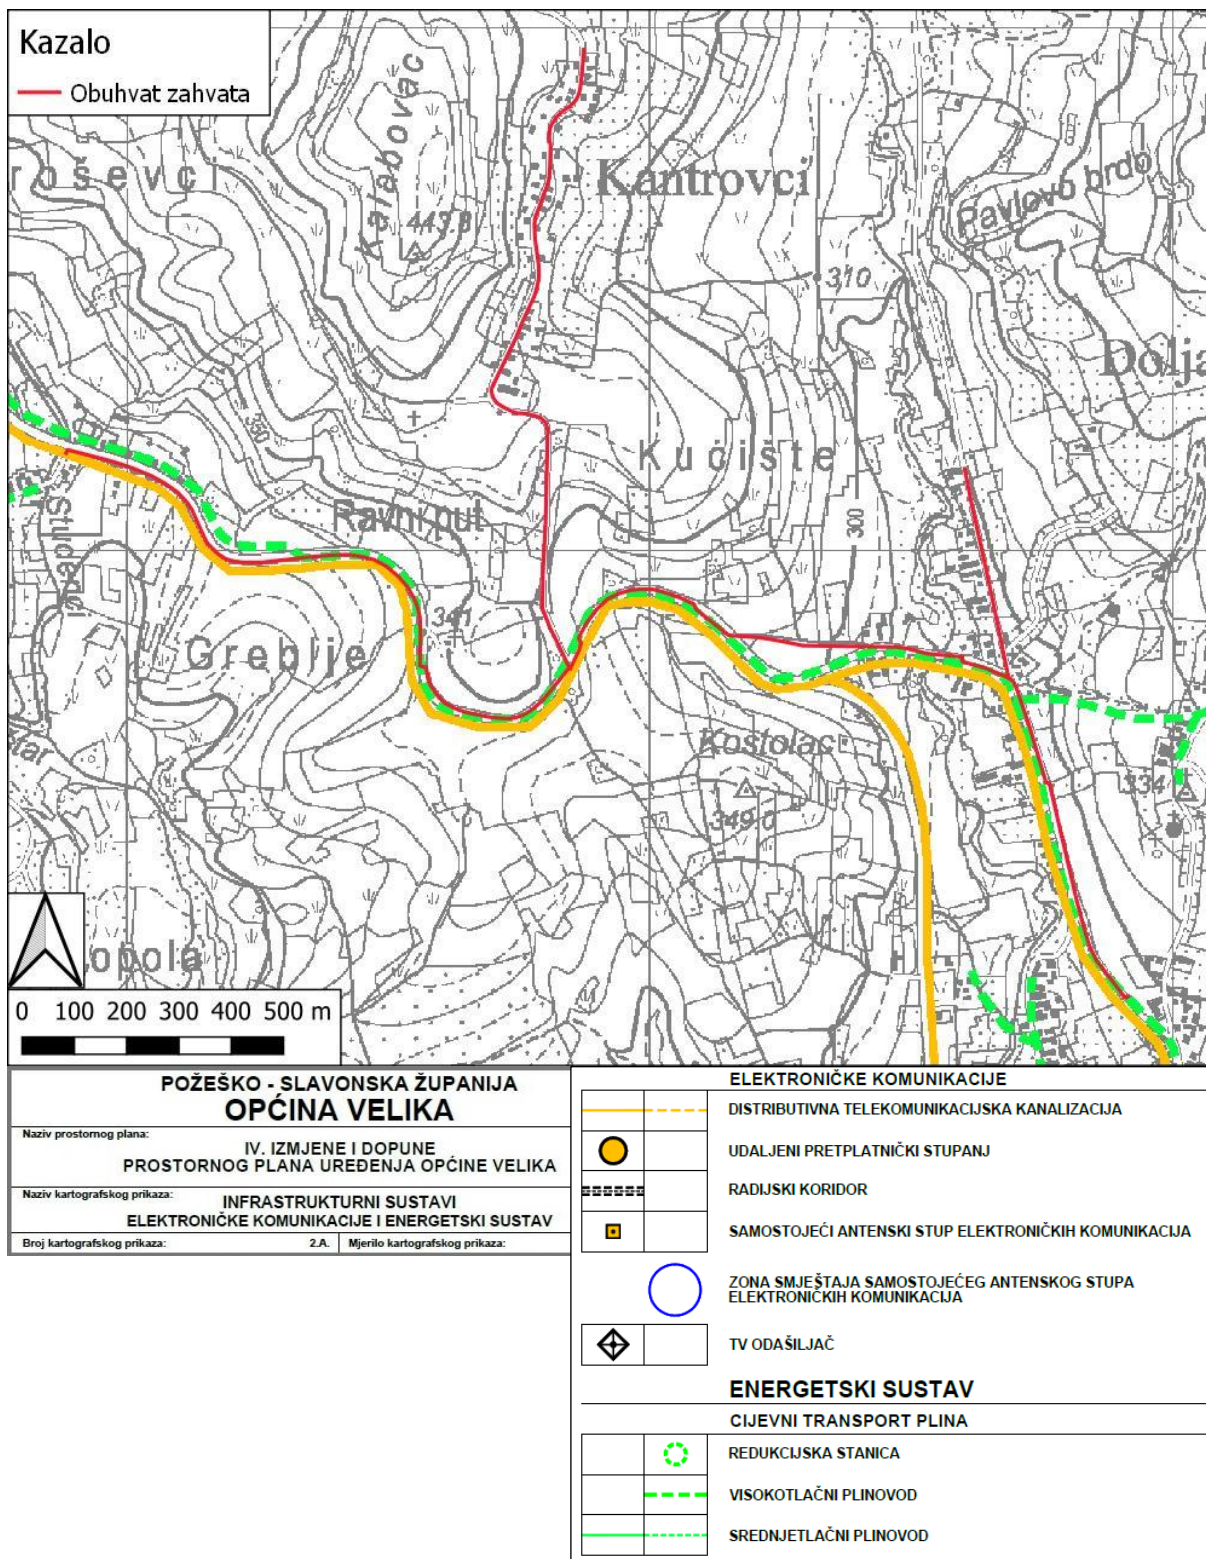 Kazalo
Obuhvat zahvata
Kantrovci
443.8
Pavlovo brdo
310
Dolja
350
Kućište
Ravni put
300
341
Greblje
Kostolac
349.0
334
opola
0 100 200 300 400 500 m
POŽEŠKO - SLAVONSKA ŽUPANIJA
OPĆINA VELIKA
Naziv prostornog plana:
IV. IZMJENE I DOPUNE
PROSTORNOG PLANA UREĐENJA OPĆINE VELIKA
Naziv kartografskog prikaza:
INFRASTRUKTURNI SUSTAVI
ELEKTRONIČKE KOMUNIKACIJE I ENERGETSKI SUSTAV
Broj kartografskog prikaza: 2.A. Mjerilo kartografskog prikaza:
ELEKTRONIČKE KOMUNIKACIJE
DISTRIBUTIVNA TELEKOMUNIKACIJSKA KANALIZACIJA
UDALJENI PRETPLATNIČKI STUPANJ
RADIJSKI KORIDOR
SAMOSTOJEĆI ANTENSKI STUP ELEKTRONIČKIH KOMUNIKACIJA
ZONA SMJEŠTAJA SAMOSTOJEĆEG ANTENSKOG STUPA
ELEKTRONIČKIH KOMUNIKACIJA
TV ODAŠILJAČ
ENERGETSKI SUSTAV
CIJEVNI TRANSPORT PLINA
REDUKCIJSKA STANICA
VISOKOTLAČNI PLINOVOD
SREDNJETLAČNI PLINOVOD